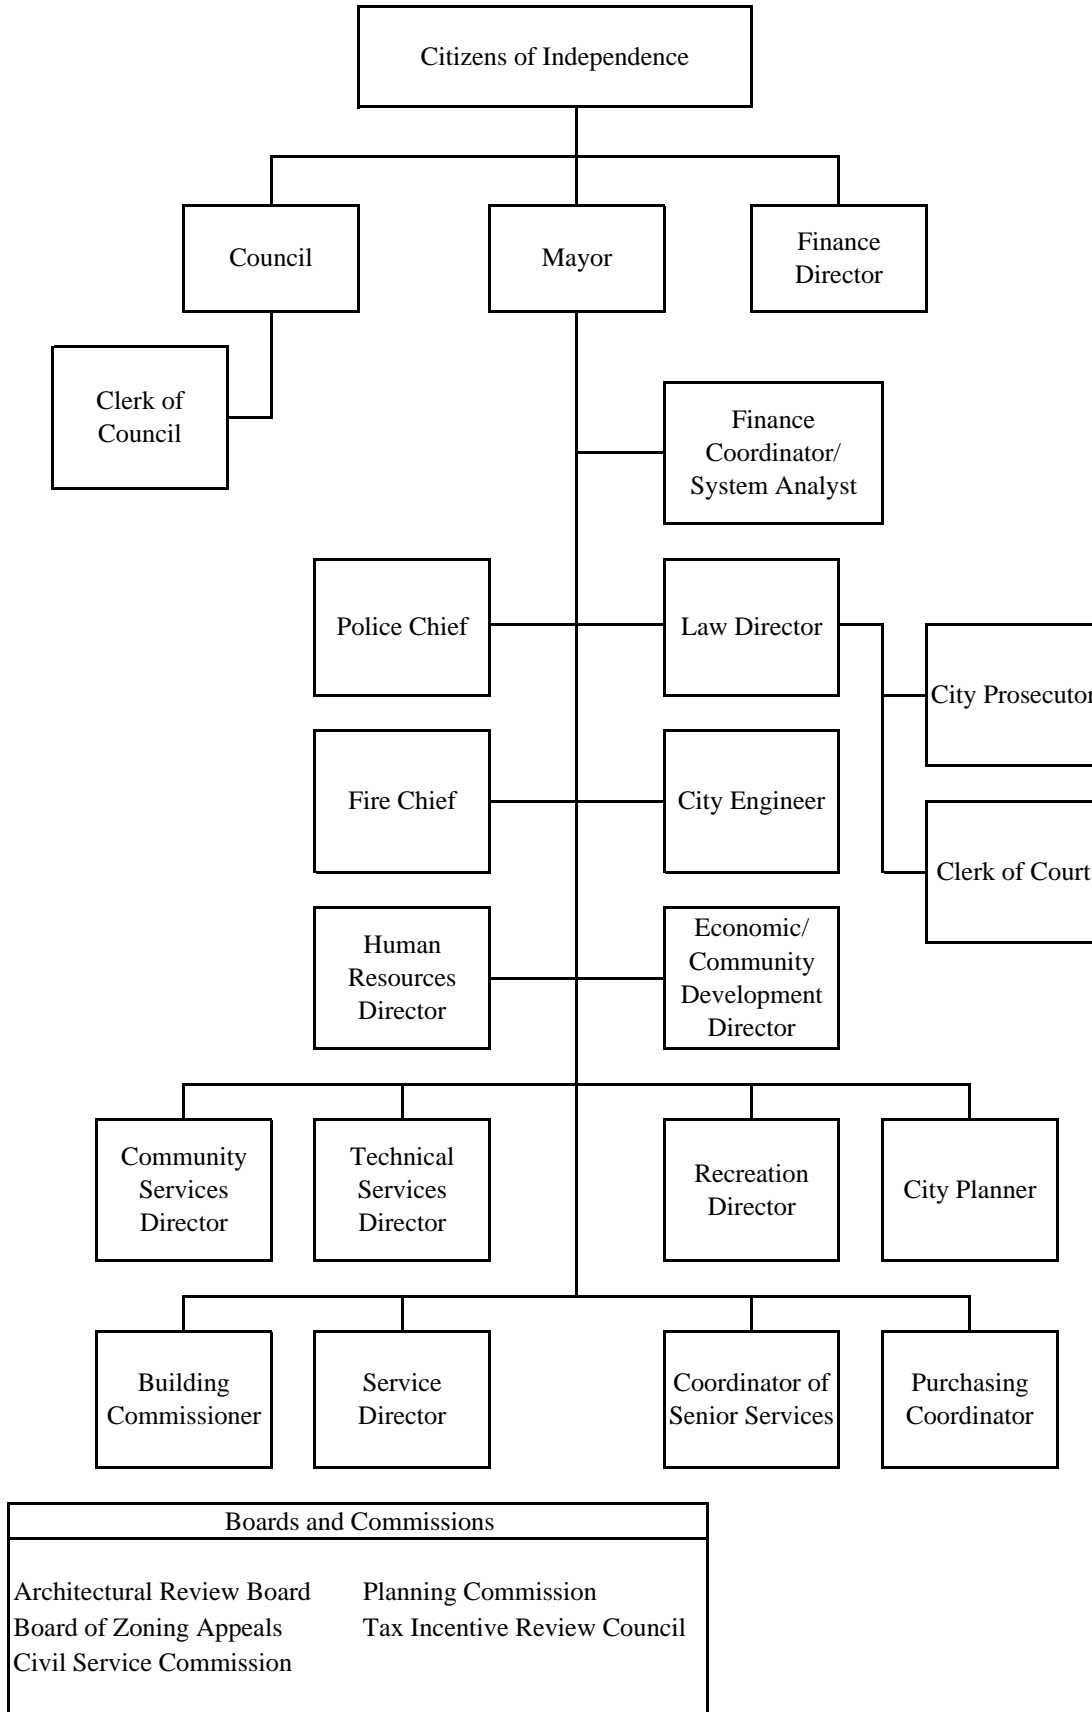 Citizens of Independence
Council
Mayor
Finance
Director
Clerk of
Council
Finance
Coordinator/
System Analyst
Police Chief
Law Director
City Prosecutor
Fire Chief
City Engineer
Clerk of Court
Human
Resources
Director
Economic/
Community
Development
Director
Community
Services
Director
Technical
Services
Director
Recreation
Director
City Planner
Building
Commissioner
Service
Director
Coordinator of
Senior Services
Purchasing
Coordinator
Boards and Commissions
Architectural Review Board
Planning Commission
Board of Zoning Appeals
Tax Incentive Review Council
Civil Service Commission